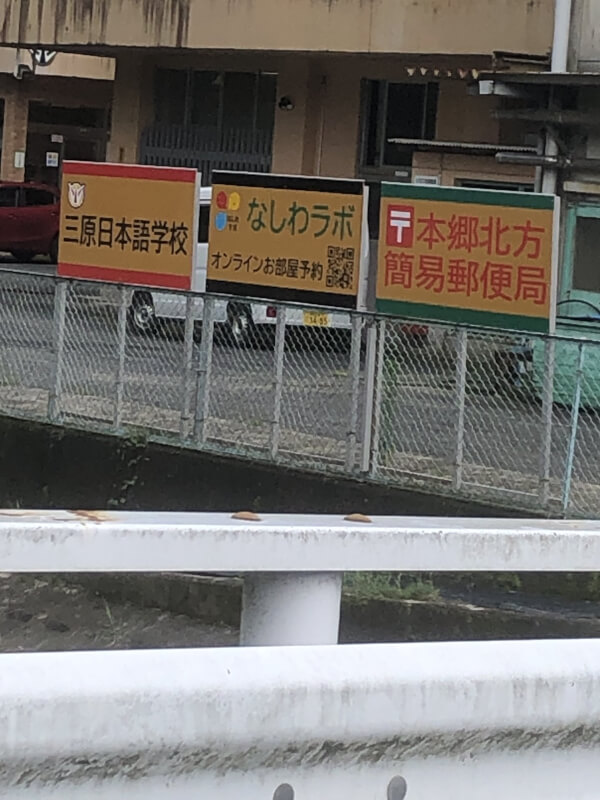 三原日本語学校
なしわラボ
オンラインお部屋予約
〒本郷北方
簡易郵便局